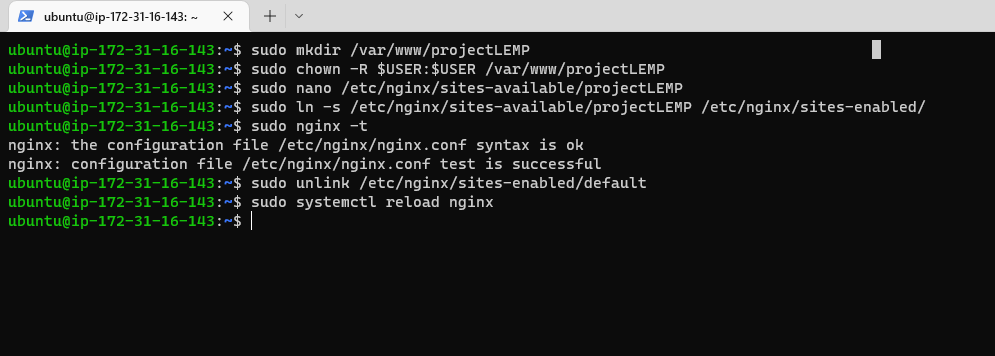 ubuntu@ip-172-31-16-143: ~
ubuntu@ip-172-31-16-143:~$ sudo mkdir /var/www/projectLEMP
ubuntu@ip-172-31-16-143:~$ sudo chown -R $USER:$USER /var/www/projectLEMP
ubuntu@ip-172-31-16-143:~$ sudo nano /etc/nginx/sites-available/projectLEMP
ubuntu@ip-172-31-16-143:~$ sudo ln -s /etc/nginx/sites-available/projectLEMP /etc/nginx/sites-enabled/
ubuntu@ip-172-31-16-143:~$ sudo nginx -t
nginx: the configuration file /etc/nginx/nginx.conf syntax is ok
nginx: configuration file /etc/nginx/nginx.conf test is successful
ubuntu@ip-172-31-16-143:~$ sudo unlink /etc/nginx/sites-enabled/default
ubuntu@ip-172-31-16-143:~$ sudo systemctl reload nginx
ubuntu@ip-172-31-16-143:~$